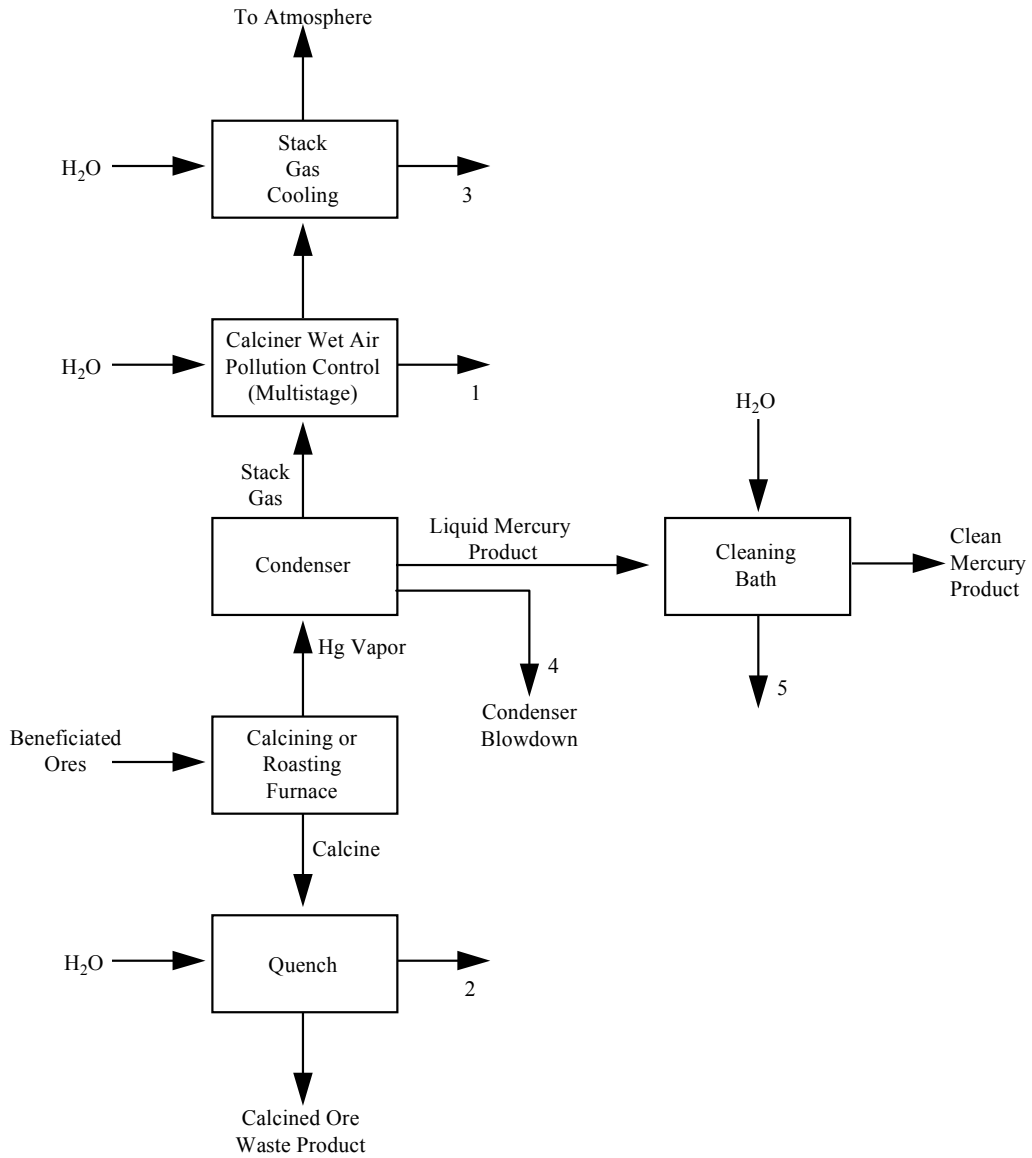 To Atmosphere
H₂O
Stack
Gas
Cooling
3
H₂O
Calciner Wet Air
Pollution Control
(Multistage)
1
Stack
Gas
H₂O
Condenser
Liquid Mercury
Product
Cleaning
Bath
Clean
Mercury
Product
Hg Vapor
4
Condenser
Blowdown
5
Beneficiated
Ores
Calcining or
Roasting
Furnace
Calcine
H₂O
Quench
2
Calcined Ore
Waste Product